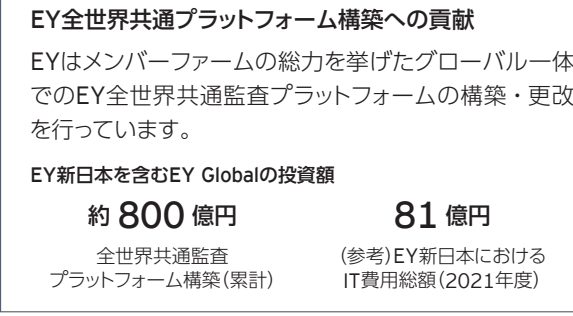 EY全世界共通プラットフォーム構築への貢献
EYはメンバーファームの総力を挙げたグローバル一体
でのEY全世界共通監査プラットフォームの構築・更改
を行っています。
EY新日本を含むEY Globalの投資額
約 800 億円
全世界共通監査
プラットフォーム構築(累計)
81 億円
(参考)EY新日本における
IT費用総額(2021年度)